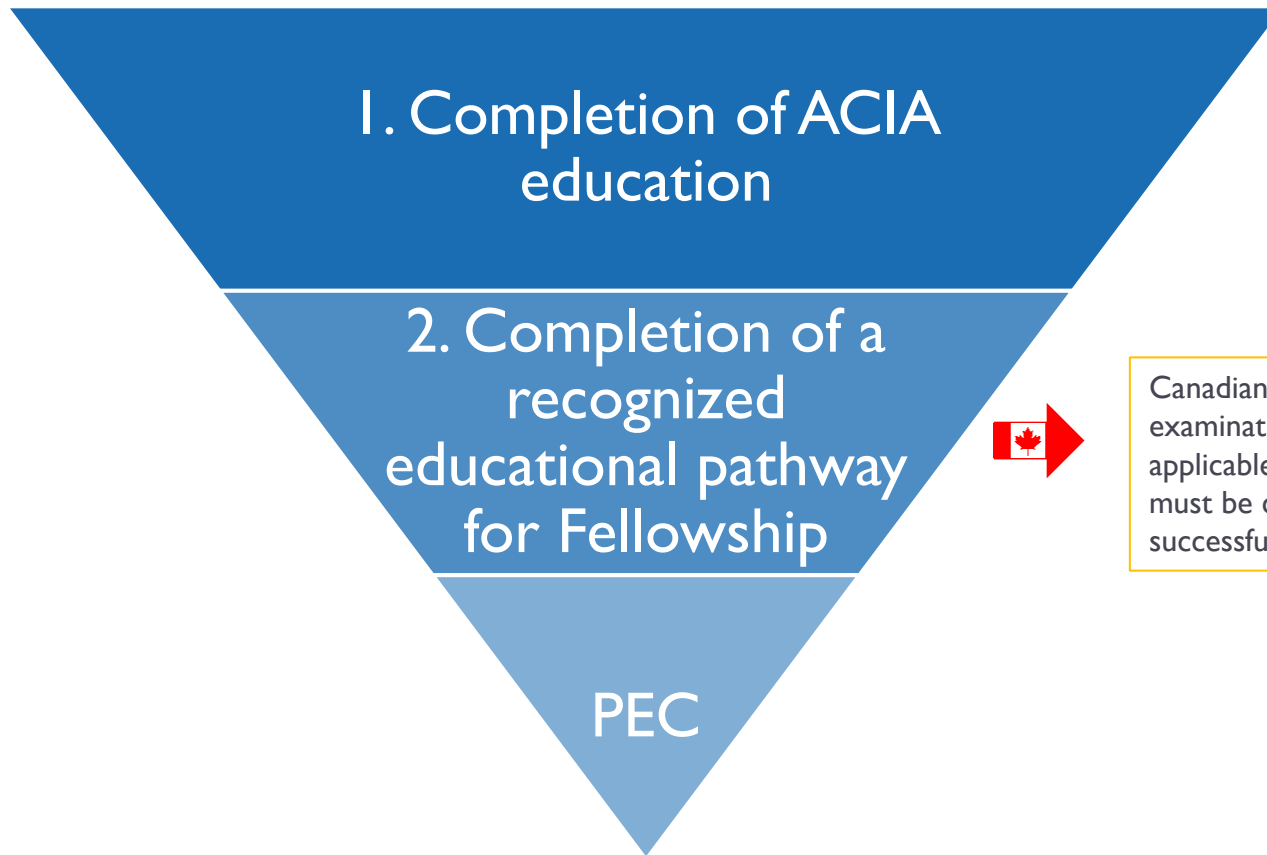 1. Completion of ACIA
education
2. Completion of a
recognized
educational pathway
for Fellowship
PEC
Canadian
applicable
must be